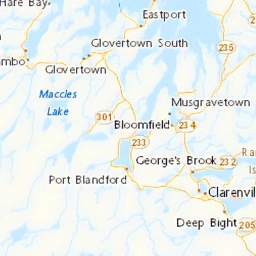 Hare Bay,
Eastport
Glovertown South
235
Glovertown
Maccles
Lake
301
Musgravetown
Bloomfield
234
233
George's Brook
232
Port Blandford
Clarenvil
Deep Bight
205